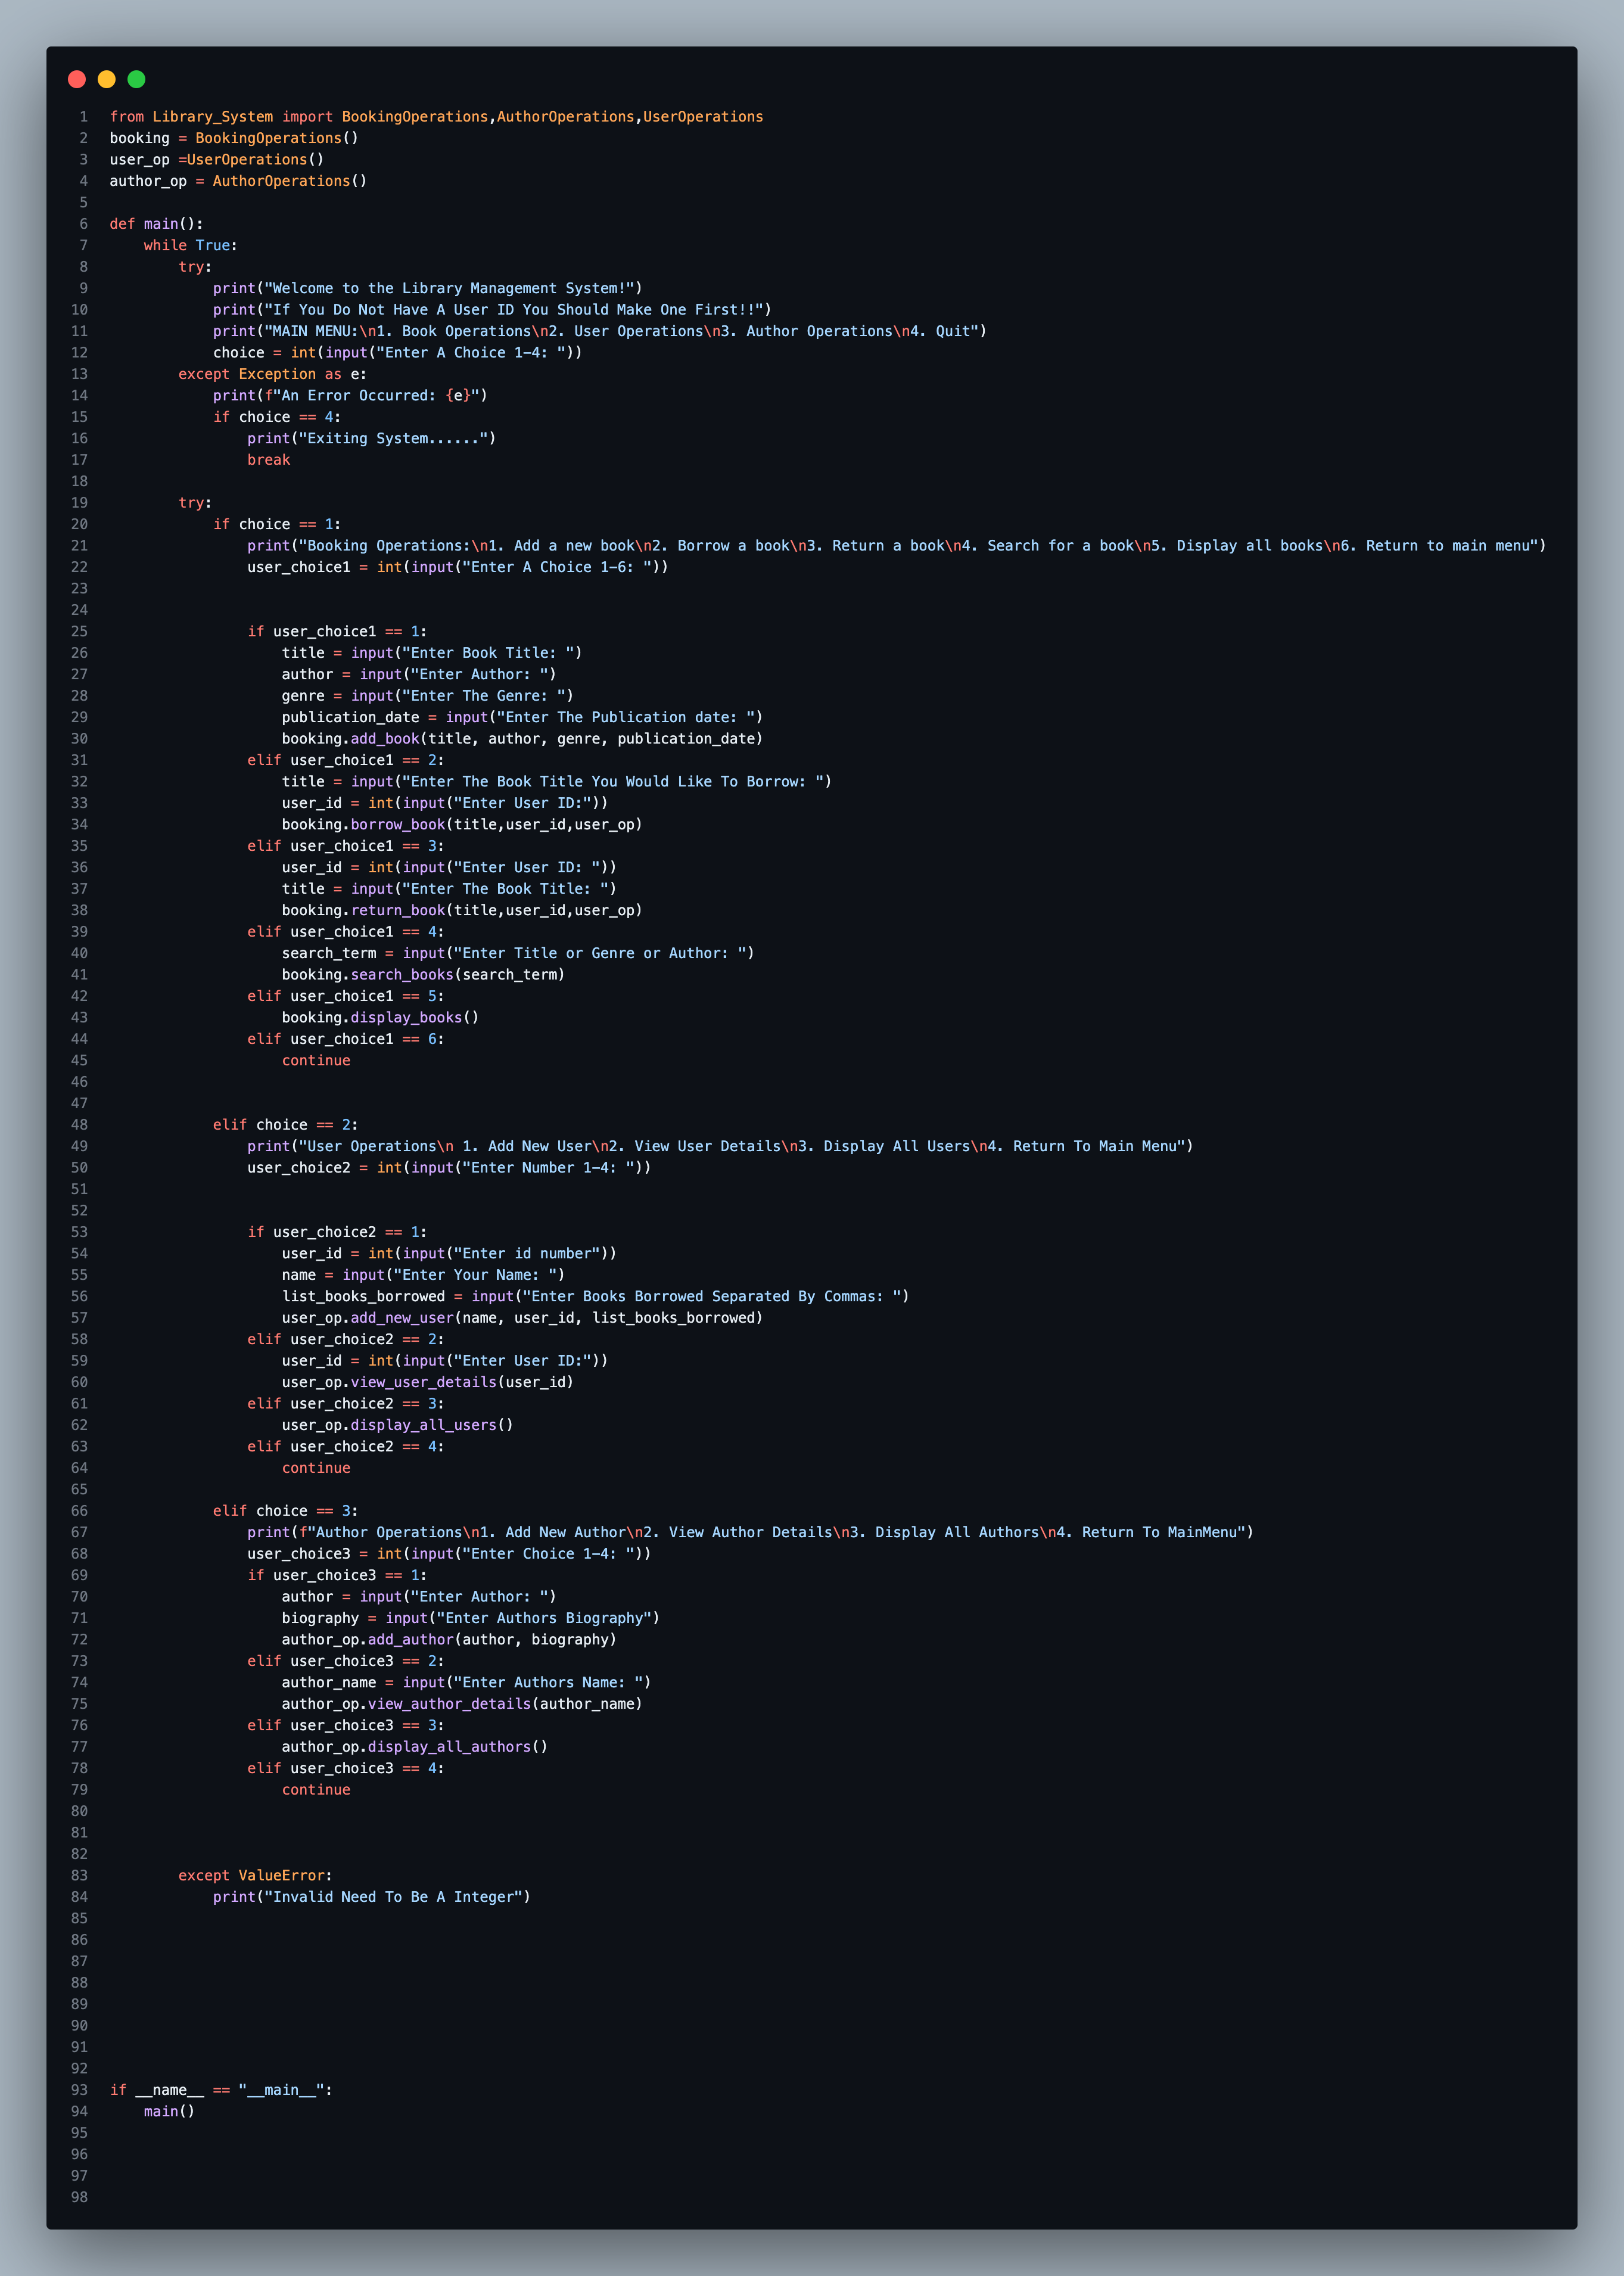 1 from Library_System import BookingOperations,AuthorOperations,UserOperations
2 booking = BookingOperations()
3 user_op =UserOperations()
4 author_op = AuthorOperations()
5
6 def main():
7     while True:
8         try:
9             print("Welcome to the Library Management System!")
10             print("If You Do Not Have A User ID You Should Make One First!!")
11             print("MAIN MENU:\n1. Book Operations\n2. User Operations\n3. Author Operations\n4. Quit")
12             choice = int(input("Enter A Choice 1-4: "))
13         except Exception as e:
14             print(f"An Error Occurred: {e}")
15             if choice == 4:
16                 print("Exiting System......")
17                 break
18
19         try:
20             if choice == 1:
21                 print("Booking Operations:\n1. Add a new book\n2. Borrow a book\n3. Return a book\n4. Search for a book\n5. Display all books\n6. Return to main menu")
22                 user_choice1 = int(input("Enter A Choice 1-6: "))
23
24
25                 if user_choice1 == 1:
26                     title = input("Enter Book Title: ")
27                     author = input("Enter Author: ")
28                     genre = input("Enter The Genre: ")
29                     publication_date = input("Enter The Publication date: ")
30                     booking.add_book(title, author, genre, publication_date)
31                 elif user_choice1 == 2:
32                     title = input("Enter The Book Title You Would Like To Borrow: ")
33                     user_id = int(input("Enter User ID:"))
34                     booking.borrow_book(title,user_id,user_op)
35                 elif user_choice1 == 3:
36                     user_id = int(input("Enter User ID: "))
37                     title = input("Enter The Book Title: ")
38                     booking.return_book(title,user_id,user_op)
39                 elif user_choice1 == 4:
40                     search_term = input("Enter Title or Genre or Author: ")
41                     booking.search_books(search_term)
42                 elif user_choice1 == 5:
43                     booking.display_books()
44                 elif user_choice1 == 6:
45                     continue
46
47
48             elif choice == 2:
49                 print("User Operations\n 1. Add New User\n2. View User Details\n3. Display All Users\n4. Return To Main Menu")
50                 user_choice2 = int(input("Enter Number 1-4: "))
51
52
53                 if user_choice2 == 1:
54                     user_id = int(input("Enter id number"))
55                     name = input("Enter Your Name: ")
56                     list_books_borrowed = input("Enter Books Borrowed Separated By Commas: ")
57                     user_op.add_new_user(name, user_id, list_books_borrowed)
58                 elif user_choice2 == 2:
59                     user_id = int(input("Enter User ID:"))
60                     user_op.view_user_details(user_id)
61                 elif user_choice2 == 3:
62                     user_op.display_all_users()
63                 elif user_choice2 == 4:
64                     continue
65
66             elif choice == 3:
67                 print(f"Author Operations\n1. Add New Author\n2. View Author Details\n3. Display All Authors\n4. Return To MainMenu")
68                 user_choice3 = int(input("Enter Choice 1-4: "))
69                 if user_choice3 == 1:
70                     author = input("Enter Author: ")
71                     biography = input("Enter Authors Biography")
72                     author_op.add_author(author, biography)
73                 elif user_choice3 == 2:
74                     author_name = input("Enter Authors Name: ")
75                     author_op.view_author_details(author_name)
76                 elif user_choice3 == 3:
77                     author_op.display_all_authors()
78                 elif user_choice3 == 4:
79                     continue
80
81
82
83         except ValueError:
84             print("Invalid Need To Be A Integer")
85
86
87
88
89
90
91
92
93 if __name__ == "__main__":
94     main()
95
96
97
98